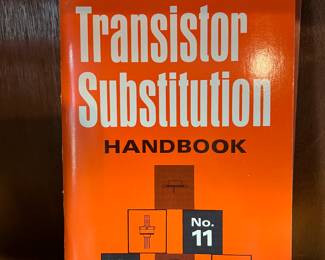 Transistor
Substitution
HANDBOOK
No.
11